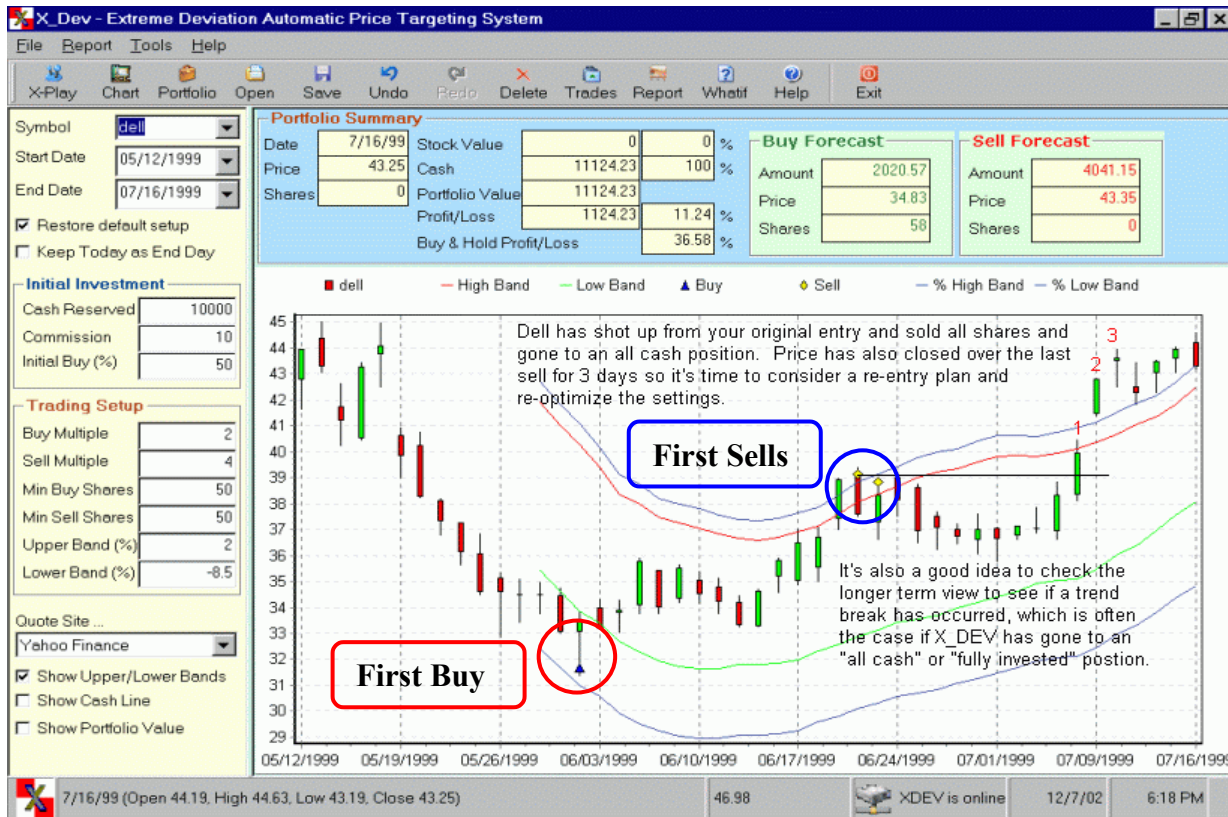 X_Dev - Extreme Deviation Automatic Price Targeting System
File Report Tools Help
X-Play Chart Portfolio Open Save Undo Redo Delete Trades Report Whatif Help Exit
Symbol dell
Start Date 05/12/1999
End Date 07/16/1999
Restore default setup
Keep Today as End Day
Initial Investment
Cash Reserved 10000
Commission 10
Initial Buy (%) 50
Trading Setup
Buy Multiple 2
Sell Multiple 4
Min Buy Shares 50
Min Sell Shares 50
Upper Band (%) 2
Lower Band (%) -8.5
Quote Site ...
Yahoo Finance
Show Upper/Lower Bands
Show Cash Line
Show Portfolio Value
Portfolio Summary
Date 7/16/99
Price 43.25
Shares 0
Stock Value 0 0 %
Cash 11124.23 100 %
Portfolio Value 11124.23
Profit/Loss 1124.23 11.24 %
Buy & Hold Profit/Loss 36.58 %
Buy Forecast
Amount 2020.57
Price 34.83
Shares 58
Sell Forecast
Amount 4041.15
Price 43.35
Shares 0
dell High Band Low Band Buy Sell % High Band % Low Band
45
44
43
42
41
40
39
38
37
36
35
34
33
32
31
30
29
Dell has shot up from your original entry and sold all shares and
gone to an all cash position. Price has also closed over the last
sell for 3 days so it's time to consider a re-entry plan and
re-optimize the settings.
3
2
1
First Sells
First Buy
It's also a good idea to check the
longer term view to see if a trend
break has occurred, which is often
the case if X_DEV has gone to an
"all cash" or "fully invested" postion.
05/12/1999 05/19/1999 05/26/1999 06/03/1999 06/10/1999 06/17/1999 06/24/1999 07/01/1999 07/09/1999 07/16/1999
7/16/99 (Open 44.19, High 44.63, Low 43.19, Close 43.25) 46.98 XDEV is online 12/7/02 6:18 PM